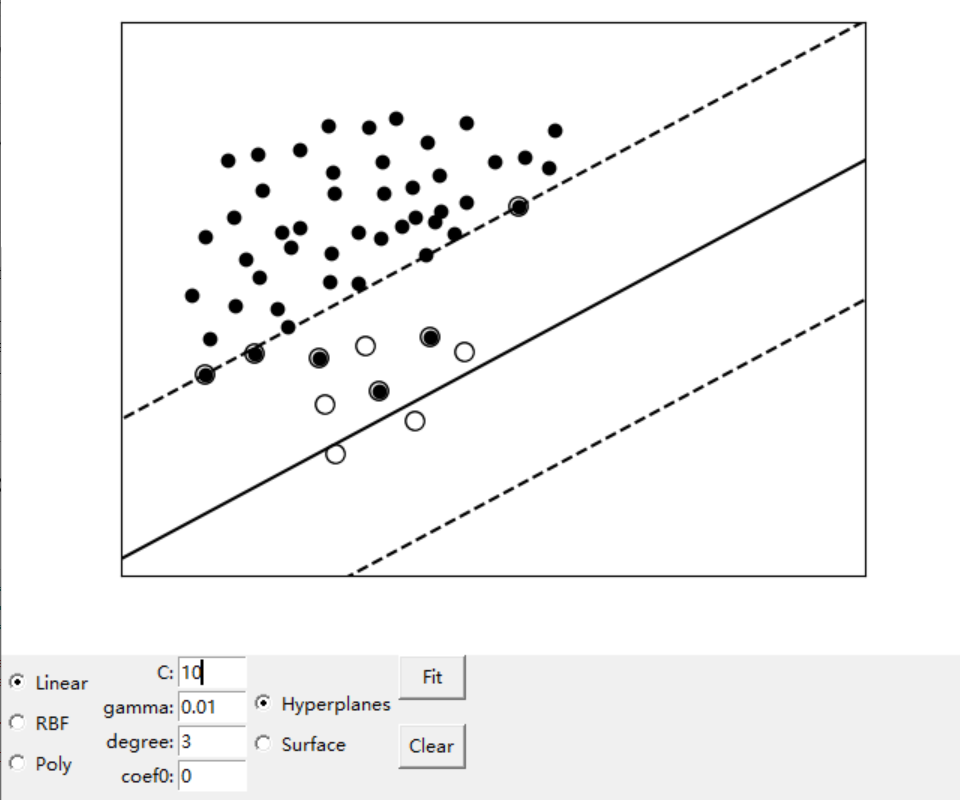 Linear
RBF
Poly
C: 10
gamma: 0.01
degree: 3
coef0: 0
Hyperplanes
Surface
Fit
Clear